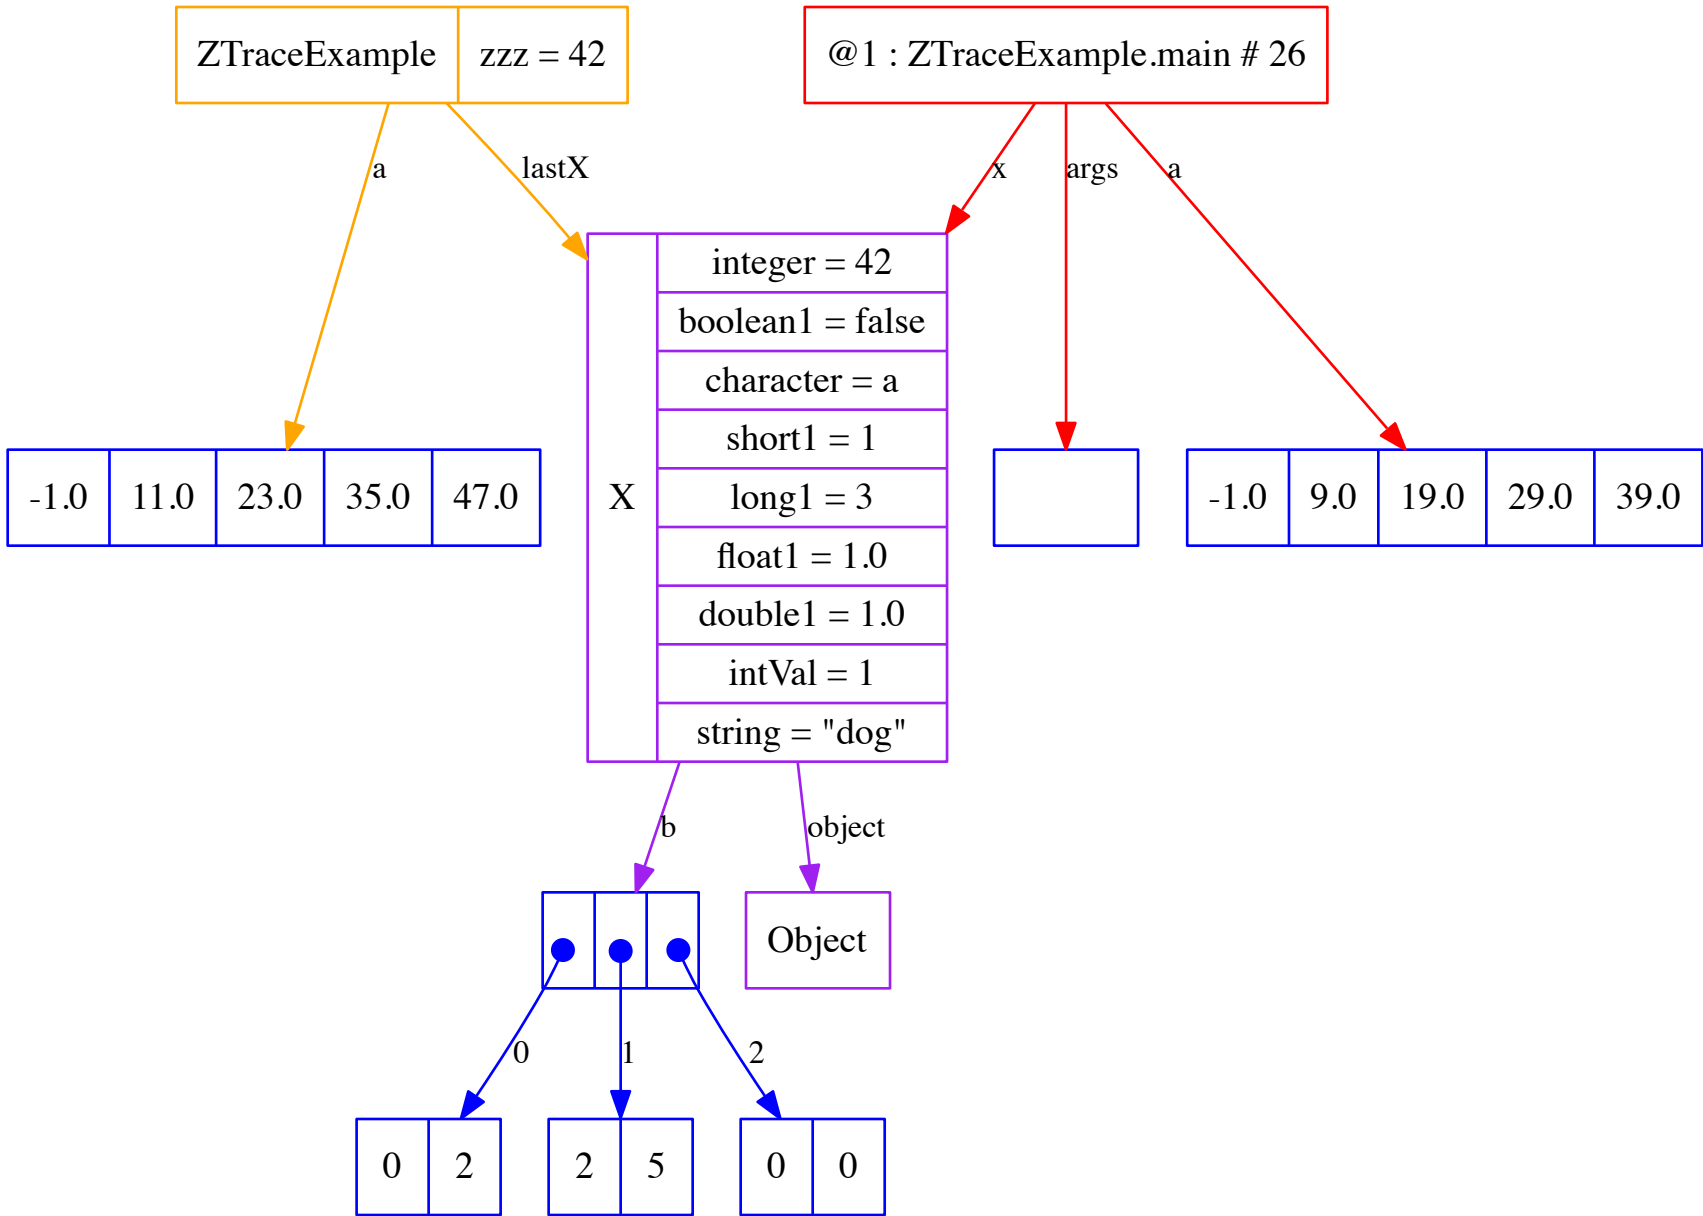 ZTraceExample zzz = 42
@1 : ZTraceExample.main # 26
a
lastX
x
args
a
integer = 42
boolean1 = false
character = a
short1 = 1
long1 = 3
float1 = 1.0
double1 = 1.0
intVal = 1
string = "dog"
X
-1.0 11.0 23.0 35.0 47.0
-1.0 9.0 19.0 29.0 39.0
b
object
Object
0
1
2
0 2
2 5
0 0